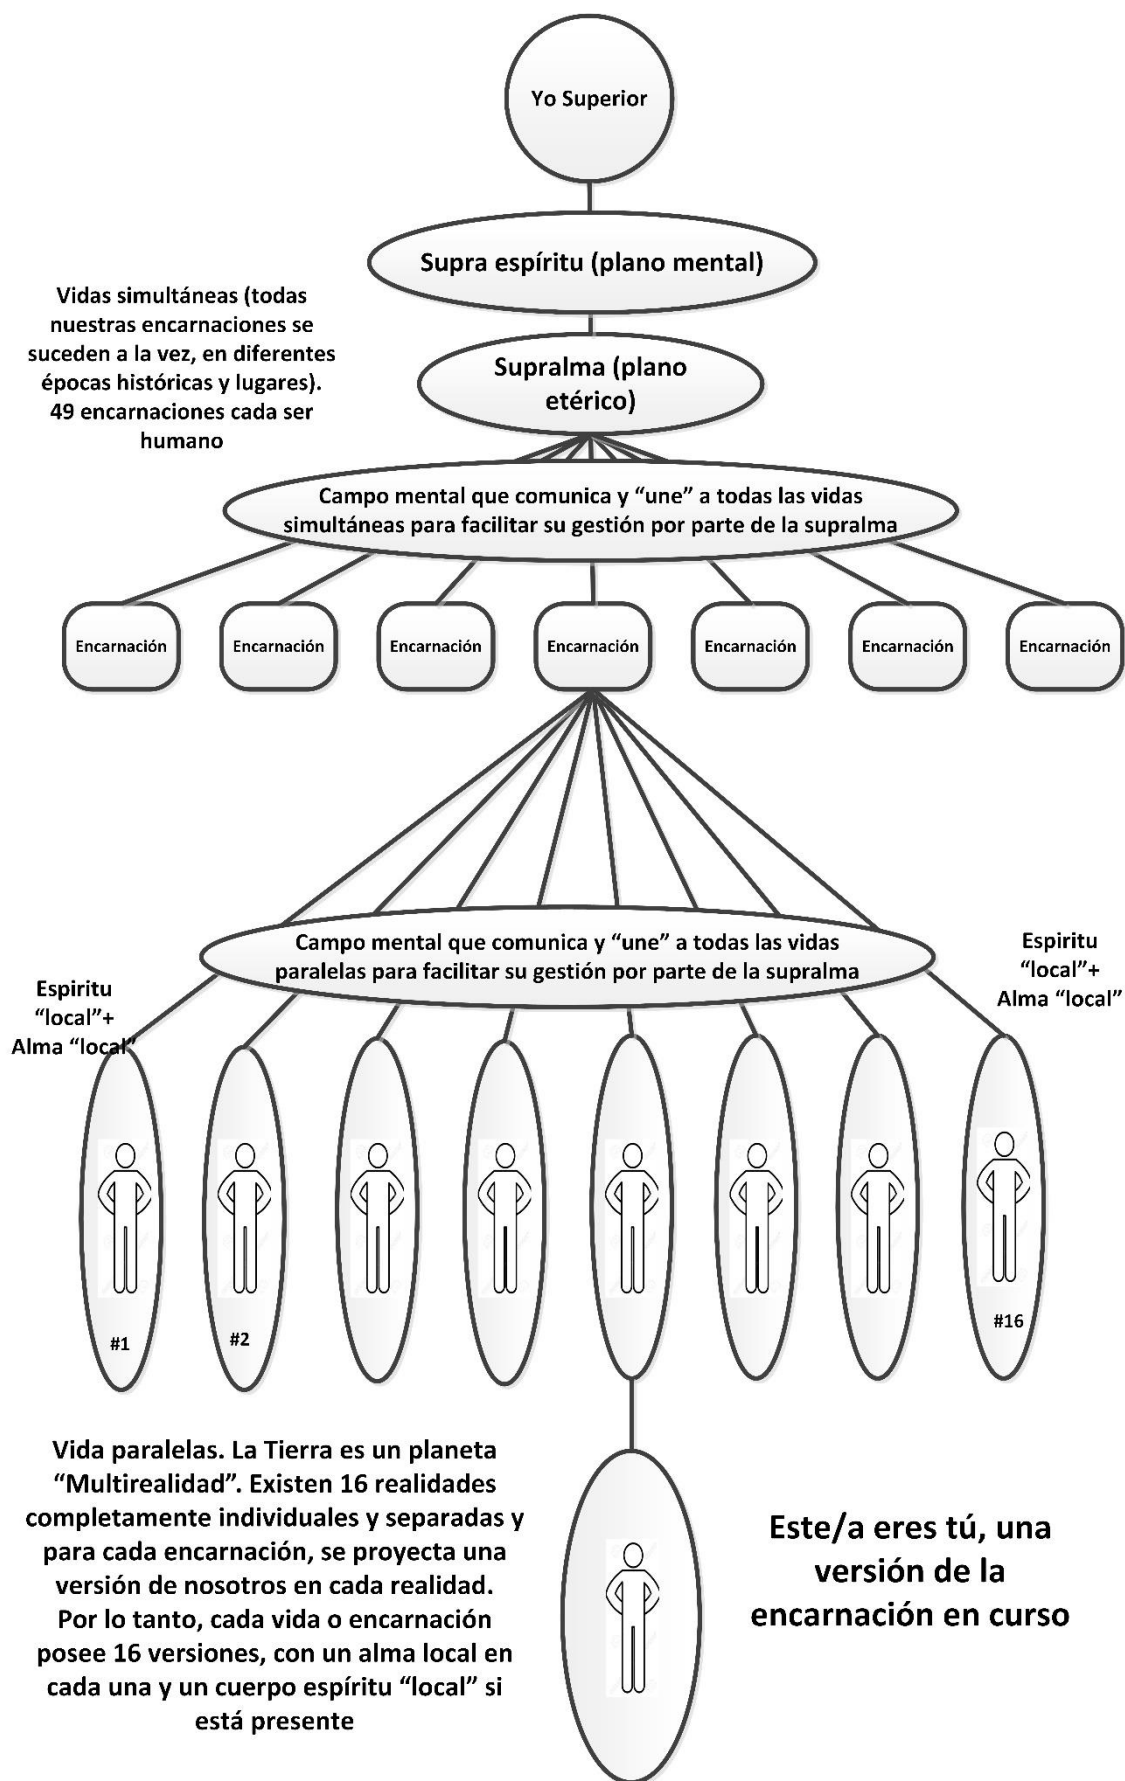 Yo Superior
Supra espíritu (plano mental)
Vidas simultáneas (todas
nuestras encarnaciones se
suceden a la vez, en diferentes
épocas históricas y lugares).
49 encarnaciones cada ser
humano
Supralma (plano
etérico)
Campo mental que comunica y “une” a todas las vidas
simultáneas para facilitar su gestión por parte de la supralma
Encarnación
Encarnación
Encarnación
Encarnación
Encarnación
Encarnación
Encarnación
Campo mental que comunica y “une” a todas las vidas
paralelas para facilitar su gestión por parte de la supralma
Espiritu
“local”+
Alma “local”
Espiritu
“local”+
Alma “local”
#1
#2
#16
Vida paralelas. La Tierra es un planeta
“Multirealidad”. Existen 16 realidades
completamente individuales y separadas y
para cada encarnación, se proyecta una
versión de nosotros en cada realidad.
Por lo tanto, cada vida o encarnación
posee 16 versiones, con un alma local en
cada una y un cuerpo espíritu “local” si
está presente
Este/a eres tú, una
versión de la
encarnación en curso